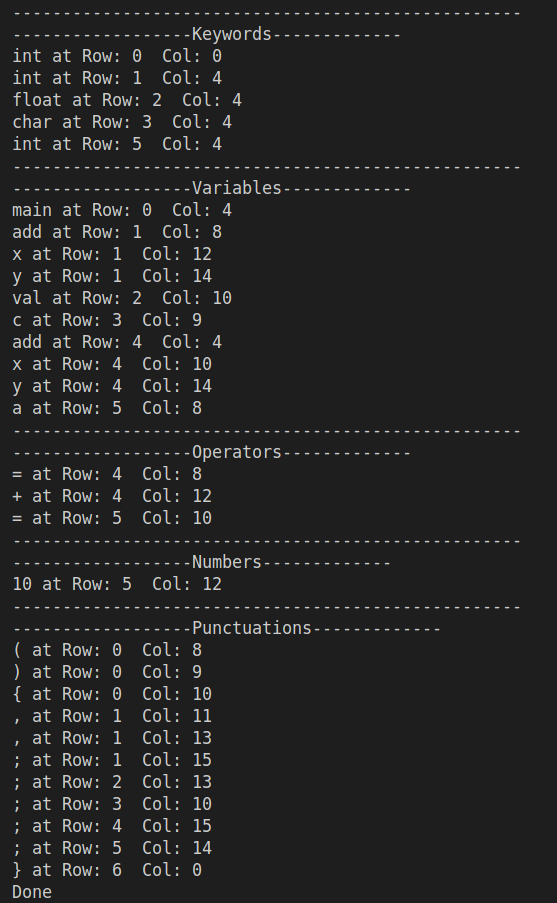 ---------------------------------------------------
------------------Keywords-------------
int at Row: 0  Col: 0
int at Row: 1  Col: 4
float at Row: 2  Col: 4
char at Row: 3  Col: 4
int at Row: 5  Col: 4
---------------------------------------------------
------------------Variables-------------
main at Row: 0  Col: 4
add at Row: 1  Col: 8
x at Row: 1  Col: 12
y at Row: 1  Col: 14
val at Row: 2  Col: 10
c at Row: 3  Col: 9
add at Row: 4  Col: 4
x at Row: 4  Col: 10
y at Row: 4  Col: 14
a at Row: 5  Col: 8
---------------------------------------------------
------------------Operators-------------
= at Row: 4  Col: 8
+ at Row: 4  Col: 12
= at Row: 5  Col: 10
---------------------------------------------------
------------------Numbers-------------
10 at Row: 5  Col: 12
---------------------------------------------------
------------------Punctuations-------------
( at Row: 0  Col: 8
) at Row: 0  Col: 9
{ at Row: 0  Col: 10
, at Row: 1  Col: 11
, at Row: 1  Col: 13
; at Row: 1  Col: 15
; at Row: 2  Col: 13
; at Row: 3  Col: 10
; at Row: 4  Col: 15
; at Row: 5  Col: 14
} at Row: 6  Col: 0
Done